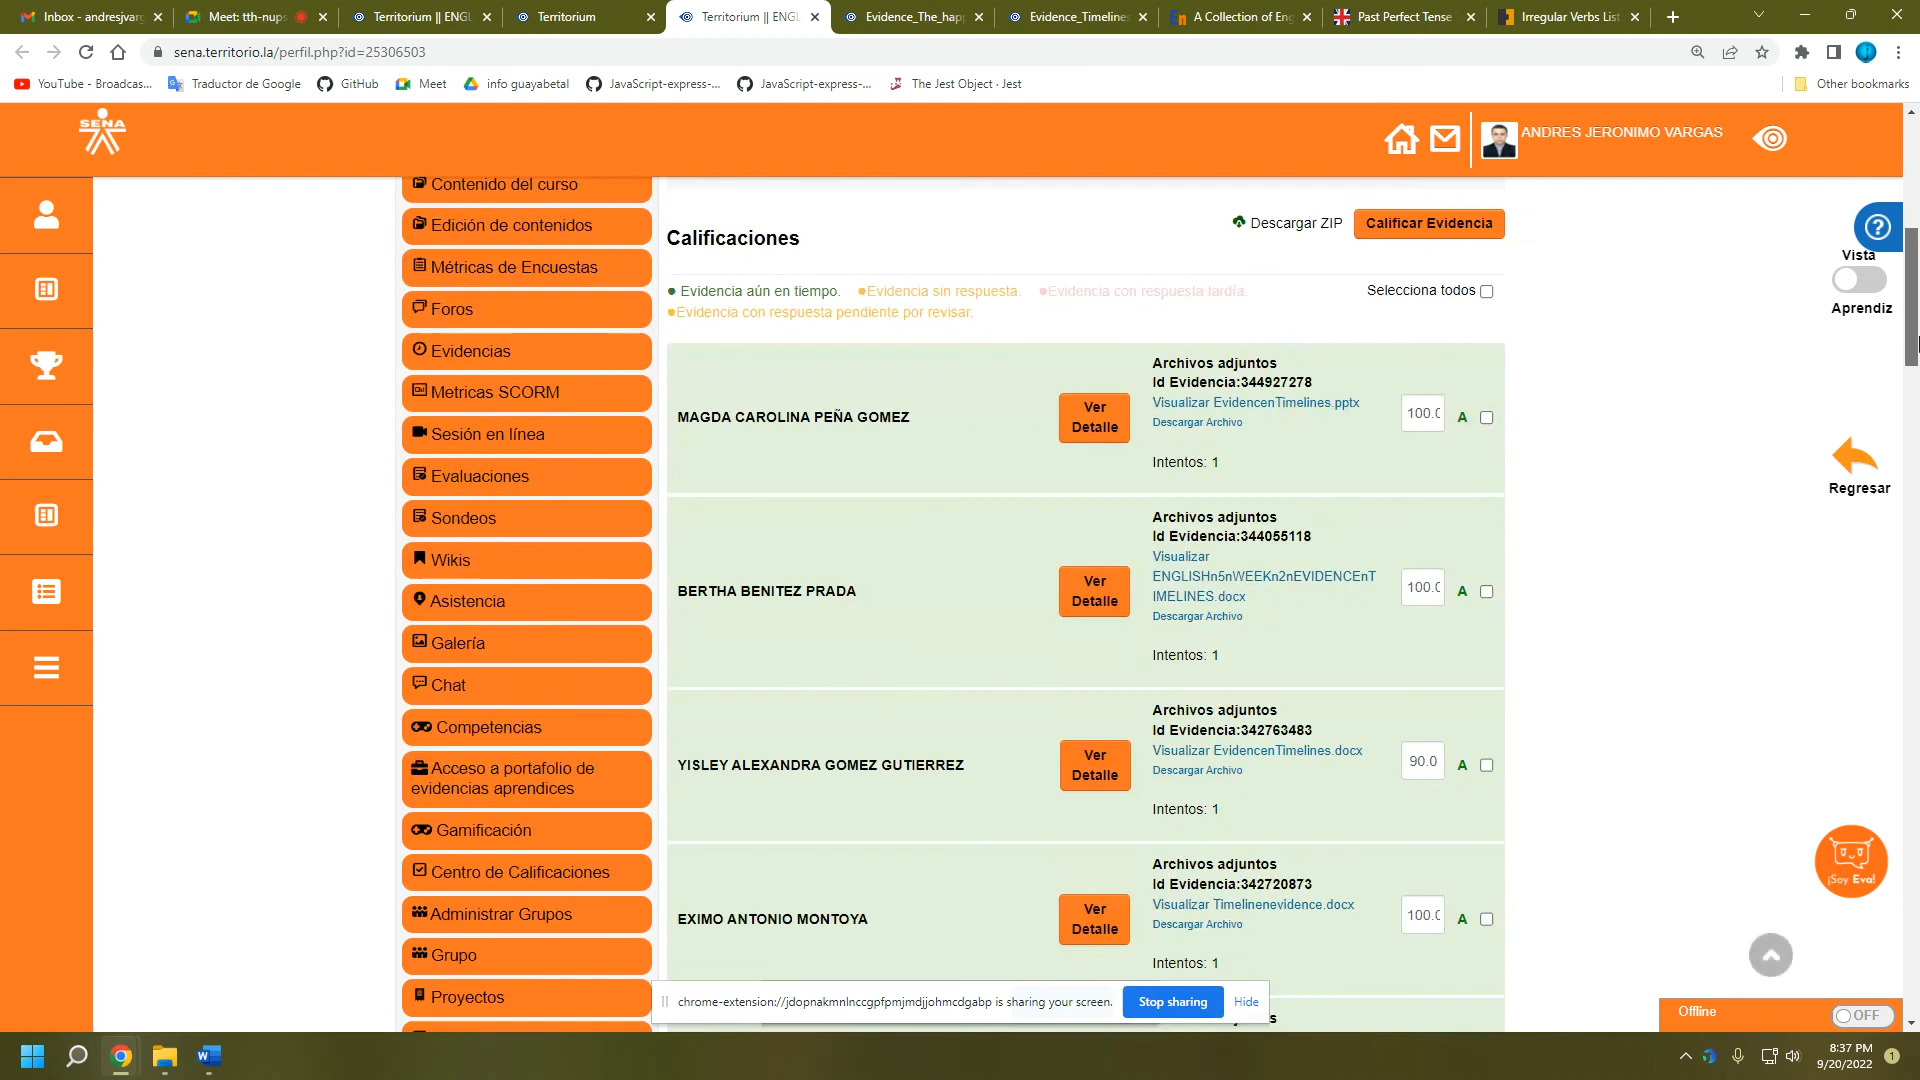 Inbox - andresjvar
Meet: tth-nups
Territorium || ENGL
Territorium
Territorium || ENGL
Evidence_The_hap
Evidence_Timeline
A Collection of Eng
Past Perfect Tense
Irregular Verbs List
sena.territorio.la/perfil.php?id=25306503
YouTube - Broadcas...
Traductor de Google
GitHub
Meet
info guayabetal
JavaScript-express-...
JavaScript-express-...
The Jest Object · Jest
Other bookmarks
SENA
ANDRES JERONIMO VARGAS
Contenido del curso
Edición de contenidos
Métricas de Encuestas
Foros
Evidencias
Metricas SCORM
Sesión en línea
Evaluaciones
Sondeos
Wikis
Asistencia
Galería
Chat
Competencias
Acceso a portafolio de
evidencias aprendices
Gamificación
Centro de Calificaciones
Administrar Grupos
Grupo
Proyectos
Calificaciones
Descargar ZIP
Calificar Evidencia
Evidencia aún en tiempo.
Evidencia sin respuesta.
Evidencia con respuesta tardía.
Evidencia con respuesta pendiente por revisar.
Selecciona todos
MAGDA CAROLINA PEÑA GOMEZ
Ver
Detalle
Archivos adjuntos
Id Evidencia:344927278
Visualizar EvidencenTimelines.pptx
Descargar Archivo
Intentos: 1
100.0
A
BERTHA BENITEZ PRADA
Ver
Detalle
Archivos adjuntos
Id Evidencia:344055118
Visualizar
ENGLISHn5nWEEKn2nEVIDENCEnT
IMELINES.docx
Descargar Archivo
Intentos: 1
100.0
A
YISLEY ALEXANDRA GOMEZ GUTIERREZ
Ver
Detalle
Archivos adjuntos
Id Evidencia:342763483
Visualizar EvidencenTimelines.docx
Descargar Archivo
Intentos: 1
90.0
A
EXIMO ANTONIO MONTOYA
Ver
Detalle
Archivos adjuntos
Id Evidencia:342720873
Visualizar Timelinenevidence.docx
Descargar Archivo
Intentos: 1
100.0
A
Vista
Aprendiz
Regresar
¡Soy Eva!
chrome-extension://jdopnakmnlnccgpfpmjmdjjohmcdgabp is sharing your screen.
Stop sharing
Hide
Offline
OFF
8:37 PM
9/20/2022
1